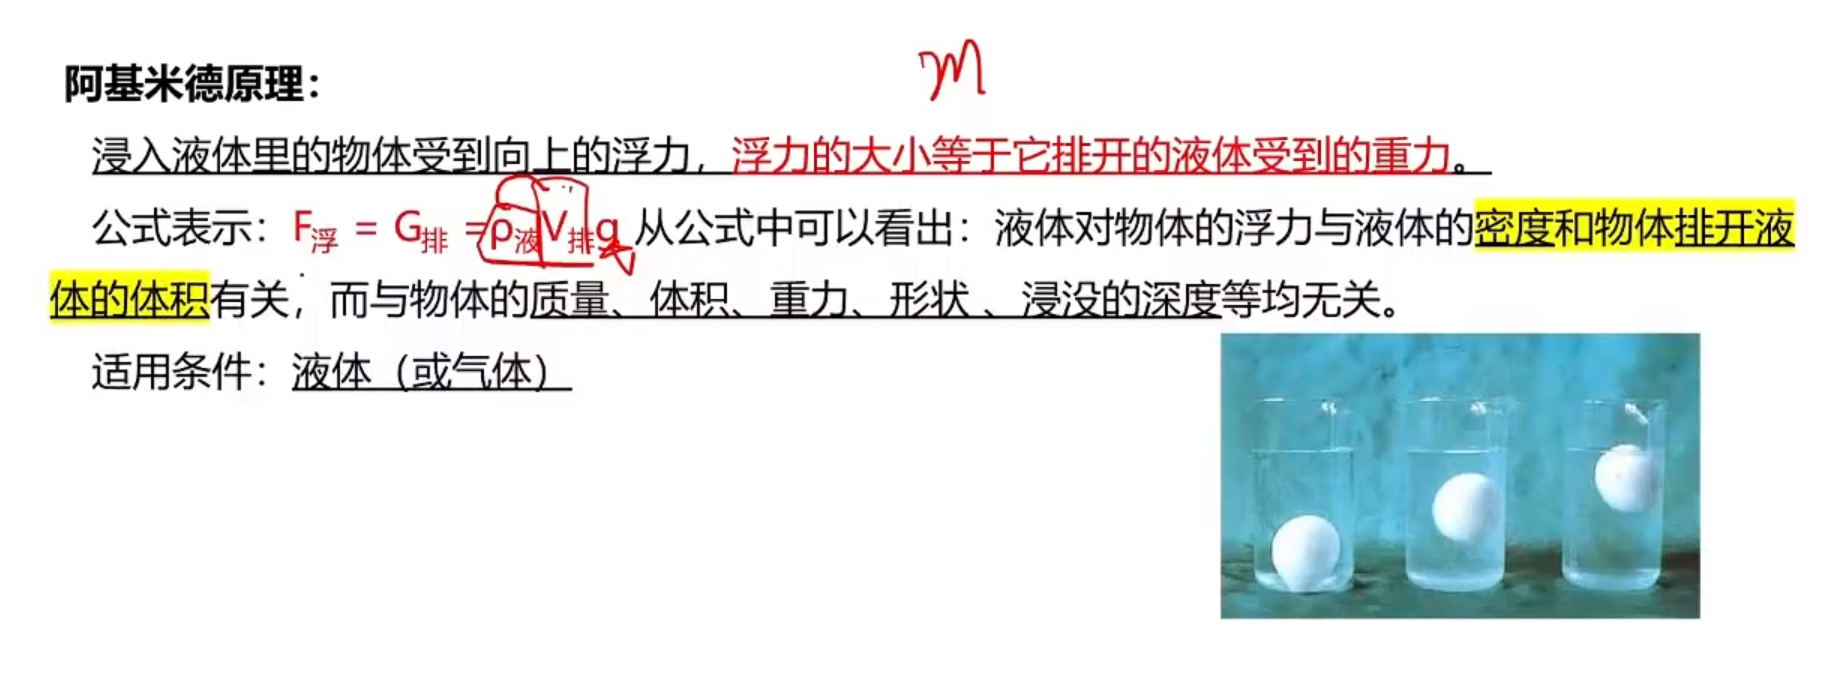 m
阿基米德原理：
浸入液体里的物体受到向上的浮力，浮力的大小等于它排开的液体受到的重力。
公式表示：F浮 = G排 =ρ液V排g 从公式中可以看出：液体对物体的浮力与液体的密度和物体排开液
体的体积有关，而与物体的质量、体积、重力、形状 、浸没的深度等均无关。
适用条件：液体（或气体）